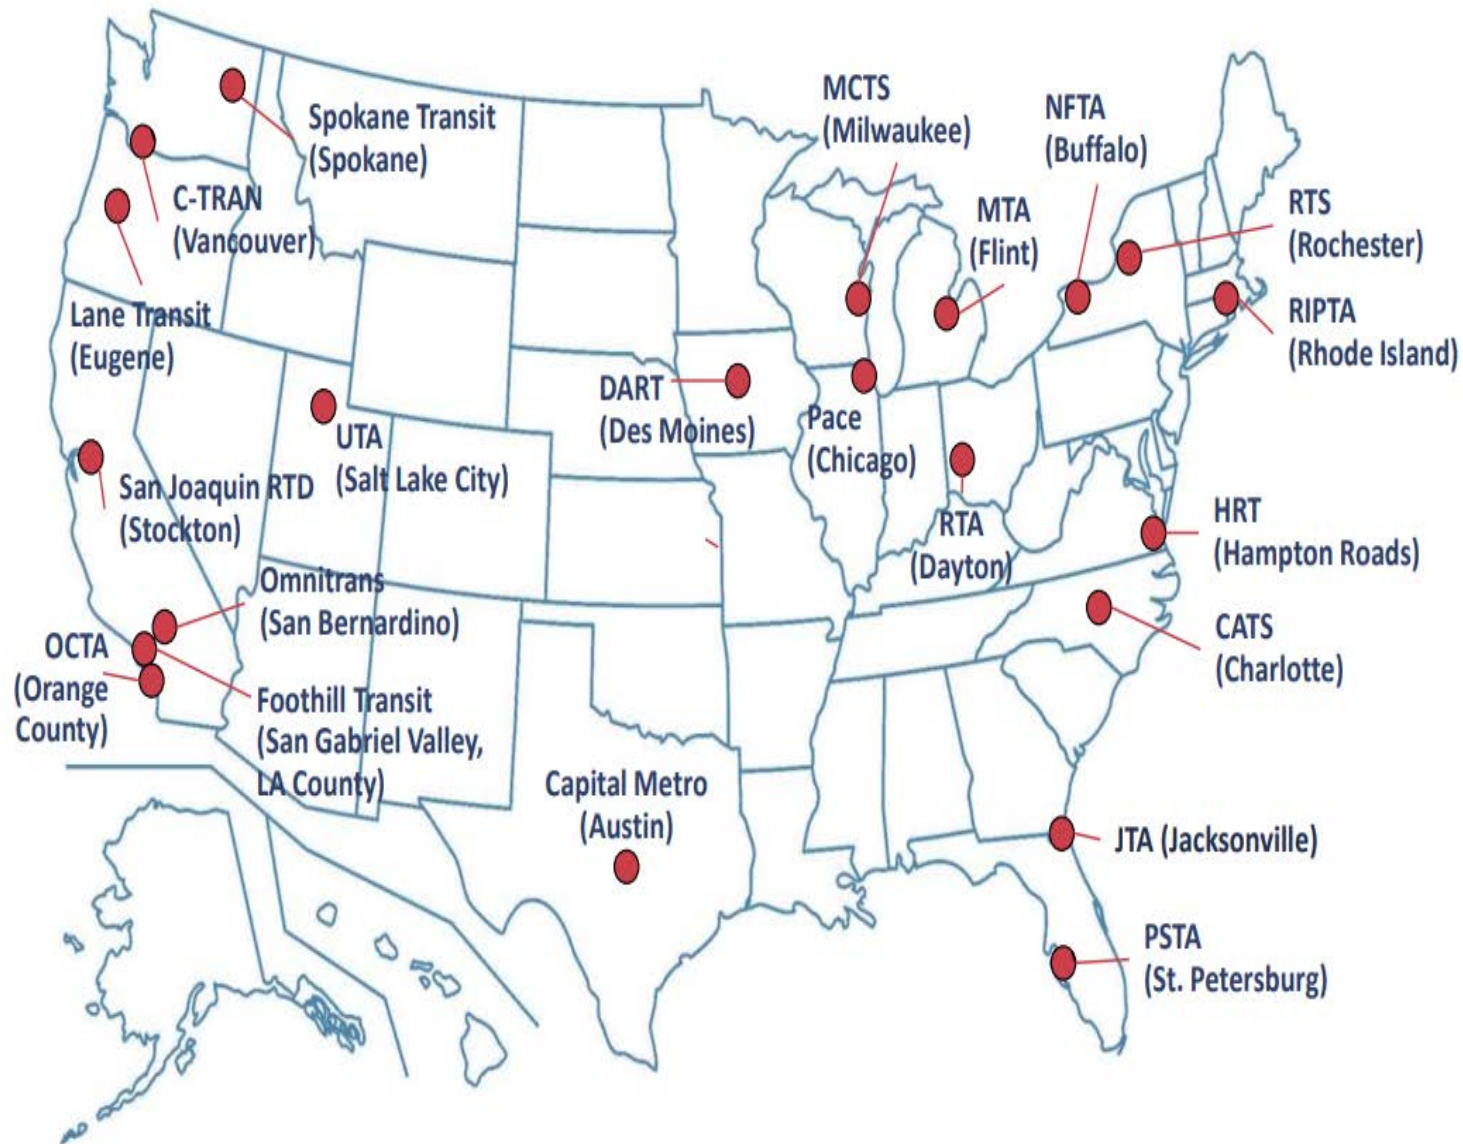 MCTS
(Milwaukee)
NFTA
(Buffalo)
Spokane Transit
(Spokane)
C-TRAN
(Vancouver)
MTA
(Flint)
RTS
(Rochester)
Lane Transit
(Eugene)
RIPTA
(Rhode Island)
DART
(Des Moines)
Pace
(Chicago)
UTA
(Salt Lake City)
San Joaquin RTD
(Stockton)
RTA
(Dayton)
HRT
(Hampton Roads)
Omnitrans
(San Bernardino)
CATS
(Charlotte)
OCTA
(Orange
County)
Foothill Transit
(San Gabriel Valley,
LA County)
Capital Metro
(Austin)
JTA (Jacksonville)
PSTA
(St. Petersburg)